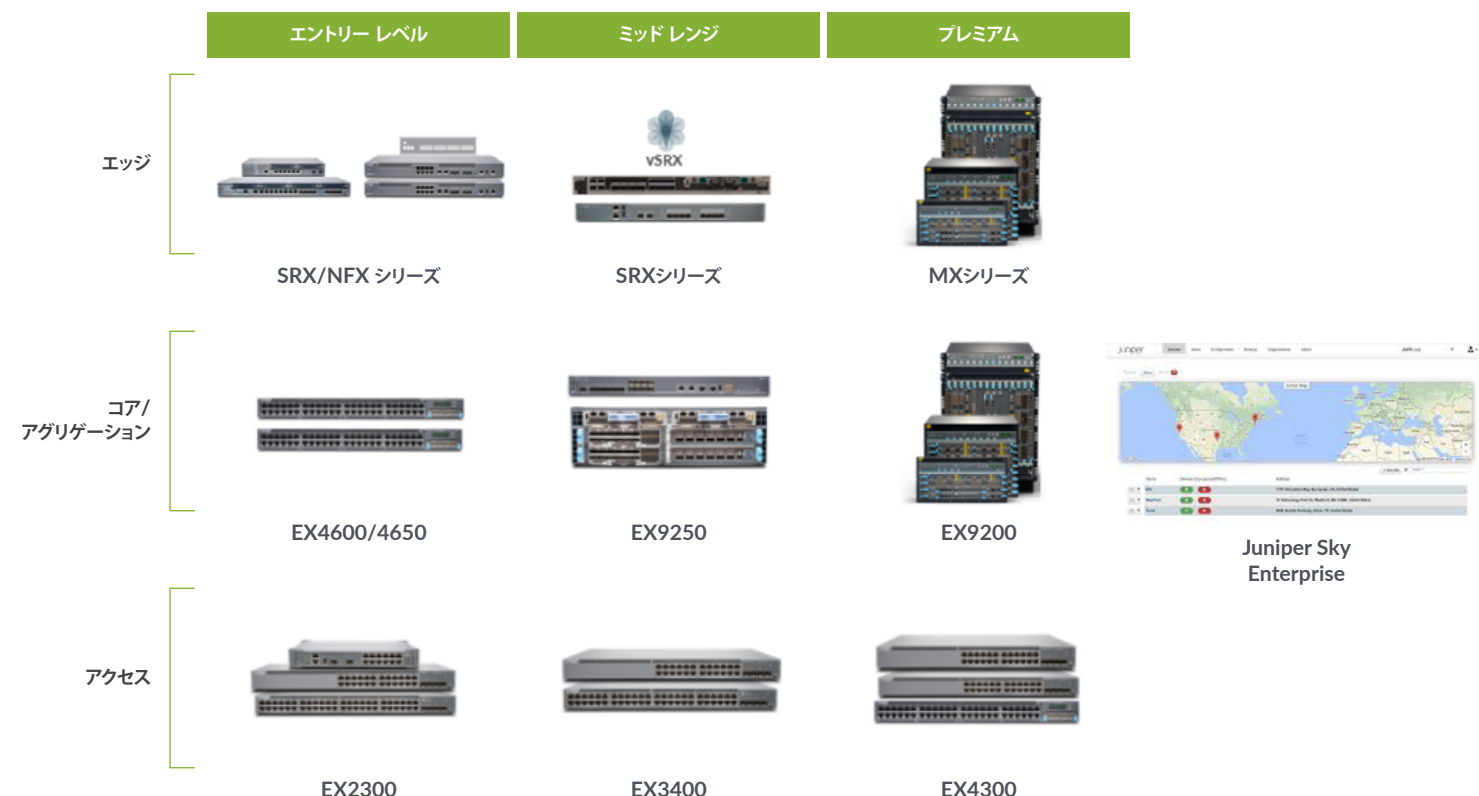 エントリー レベル
ミッド レンジ
プレミアム
エッジ
vSRX
SRX/NFX シリーズ
SRXシリーズ
MXシリーズ
コア/
アグリゲーション
EX4600/4650
EX9250
EX9200
Juniper Sky
Enterprise
アクセス
EX2300
EX3400
EX4300